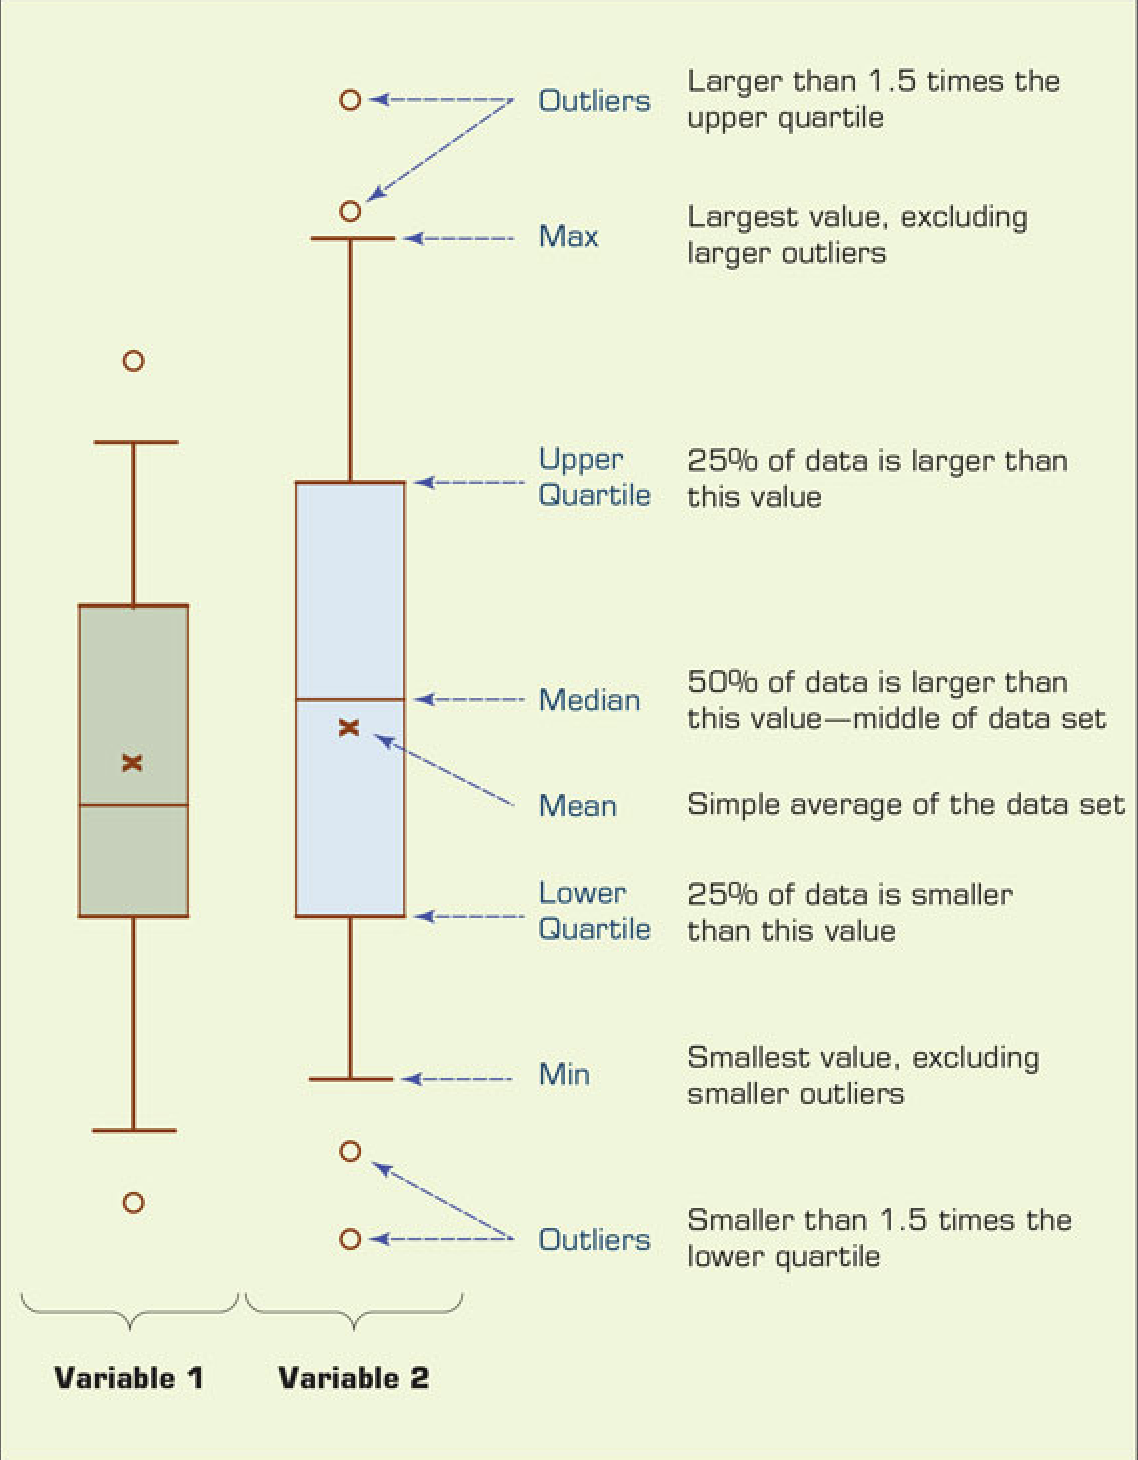 Outliers
Larger than 1.5 times the
upper quartile
Max
Largest value, excluding
larger outliers
Upper
Quartile
25% of data is larger than
this value
Median
50% of data is larger than
this value—middle of data set
Mean
Simple average of the data set
Lower
Quartile
25% of data is smaller
than this value
Min
Smallest value, excluding
smaller outliers
Outliers
Smaller than 1.5 times the
lower quartile
Variable 1
Variable 2